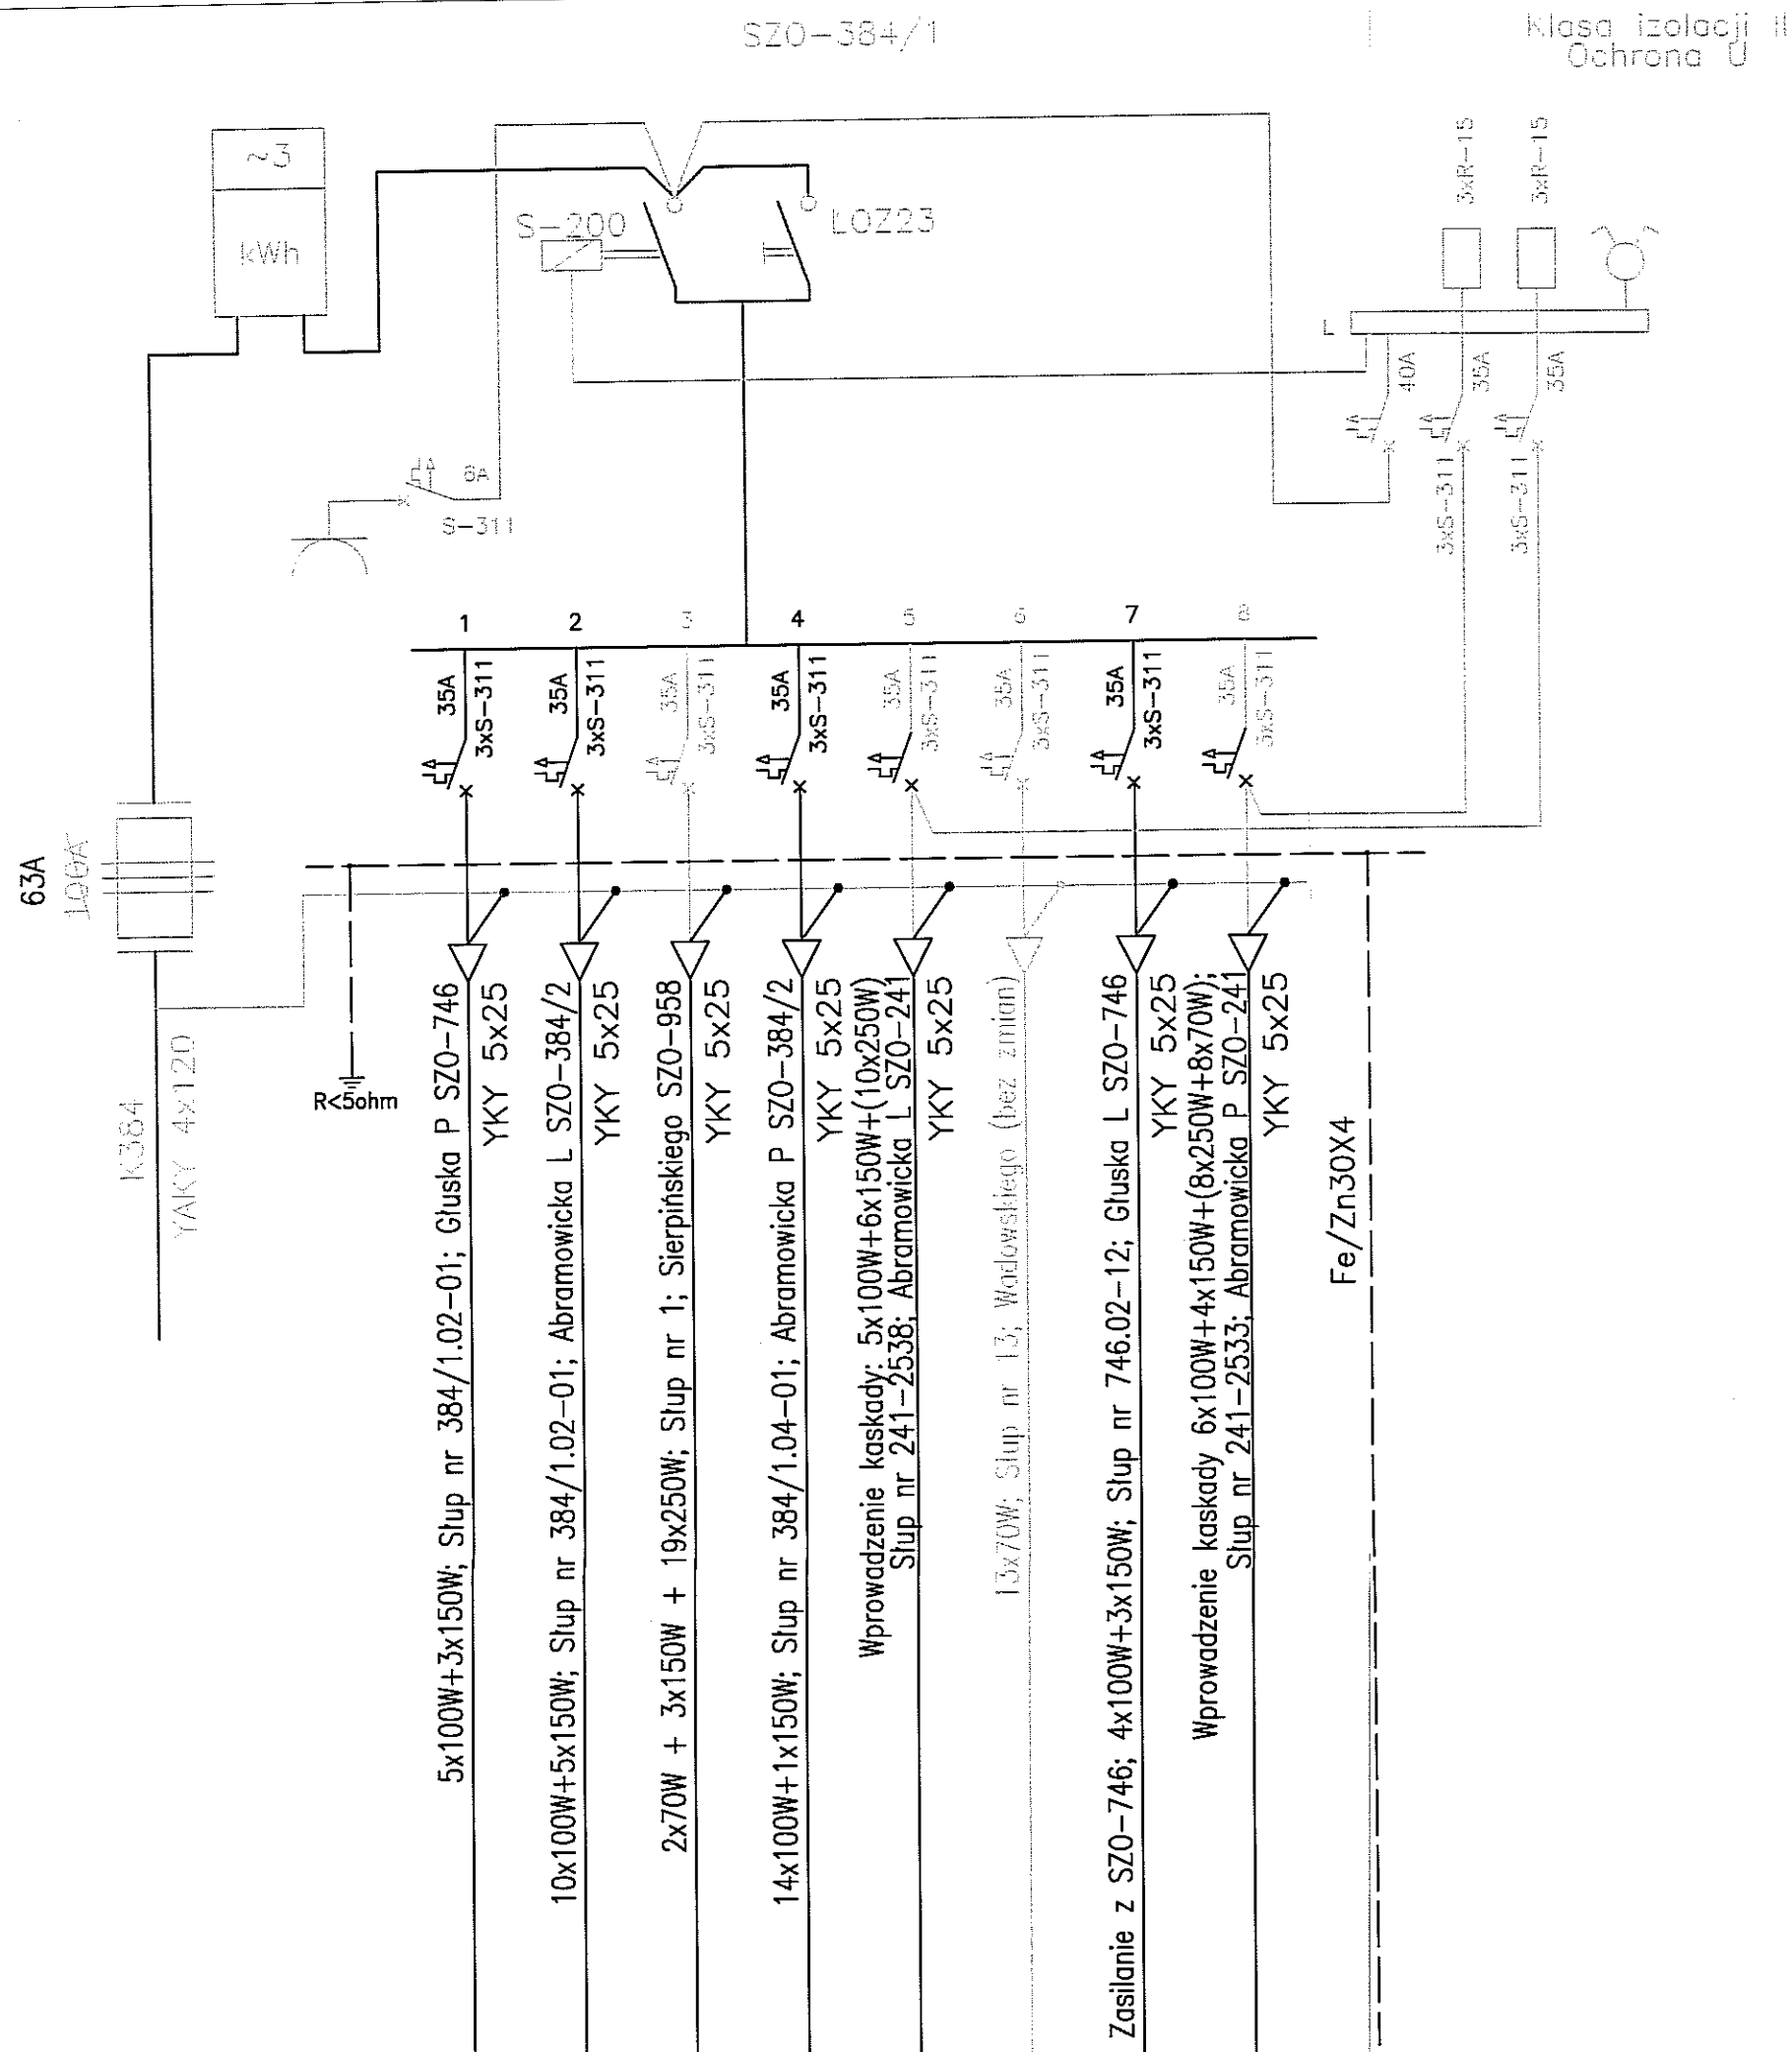 SZO-384/1
Klasa izolacji II
Ochrona U
~3
kWh
S-200
ŁOZ23
3xR-15
3xR-15
L
40A
35A
35A
3xS-311
3xS-311
6A
S-311
1
2
3
4
5
6
7
8
35A
3xS-311
35A
3xS-311
35A
3xS-311
35A
3xS-311
35A
3xS-311
35A
3xS-311
35A
3xS-311
35A
3xS-311
63A
100A
K384
YAKY 4x120
R<5ohm
5x100W+3x150W; Słup nr 384/1.02-01; Głuska P SZO-746
YKY 5x25
10x100W+5x150W; Słup nr 384/1.02-01; Abramowicka L SZO-384/2
YKY 5x25
2x70W + 3x150W + 19x250W; Słup nr 1; Sierpińskiego SZO-958
YKY 5x25
14x100W+1x150W; Słup nr 384/1.04-01; Abramowicka P SZO-384/2
YKY 5x25
Wprowadzenie kaskady: 5x100W+6x150W+(10x250W)
Słup nr 241-2538; Abramowicka L SZO-241
YKY 5x25
13x70W; Słup nr 13; Wadowskiego (bez zmian)
Zasilanie z SZO-746; 4x100W+3x150W; Słup nr 746.02-12; Głuska L SZO-746
YKY 5x25
Wprowadzenie kaskady 6x100W+4x150W+(8x250W+8x70W);
Słup nr 241-2533; Abramowicka P SZO-241
YKY 5x25
Fe/Zn30X4